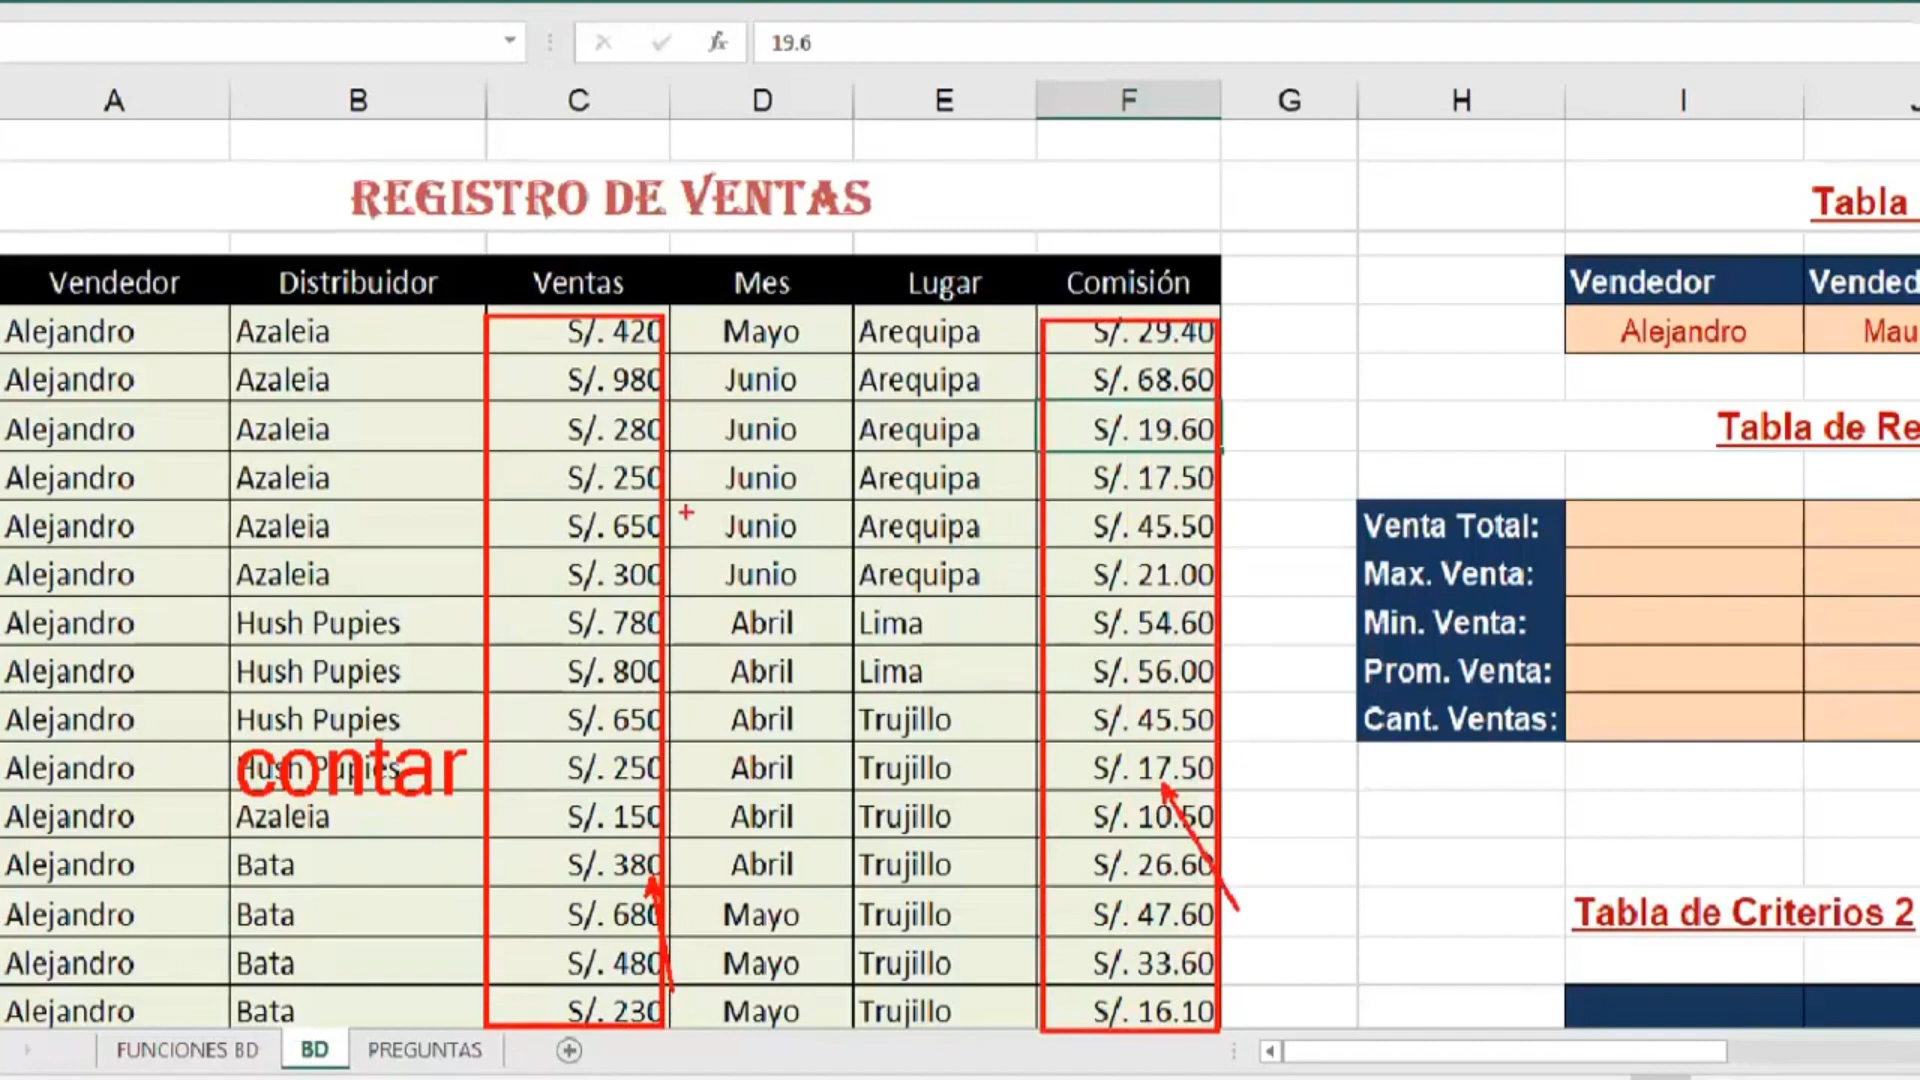 fx 19.6
A B C D E F G H I
REGISTRO DE VENTAS
Tabla
Vendedor Distribuidor Ventas Mes Lugar Comisión
Vendedor Vended
Alejandro Azaleia S/. 420 Mayo Arequipa S/. 29.40
Alejandro Mau
Alejandro Azaleia S/. 980 Junio Arequipa S/. 68.60
Alejandro Azaleia S/. 280 Junio Arequipa S/. 19.60
Tabla de Re
Alejandro Azaleia S/. 250 Junio Arequipa S/. 17.50
Alejandro Azaleia S/. 650 Junio Arequipa S/. 45.50
Venta Total:
Alejandro Azaleia S/. 300 Junio Arequipa S/. 21.00
Max. Venta:
Alejandro Hush Pupies S/. 780 Abril Lima S/. 54.60
Min. Venta:
Alejandro Hush Pupies S/. 800 Abril Lima S/. 56.00
Prom. Venta:
Alejandro Hush Pupies S/. 650 Abril Trujillo S/. 45.50
Cant. Ventas:
Alejandro Hush Pupies S/. 250 Abril Trujillo S/. 17.50
contar
Alejandro Azaleia S/. 150 Abril Trujillo S/. 10.50
Alejandro Bata S/. 380 Abril Trujillo S/. 26.60
Alejandro Bata S/. 680 Mayo Trujillo S/. 47.60
Tabla de Criterios 2
Alejandro Bata S/. 480 Mayo Trujillo S/. 33.60
Alejandro Bata S/. 230 Mayo Trujillo S/. 16.10
FUNCIONES BD BD PREGUNTAS